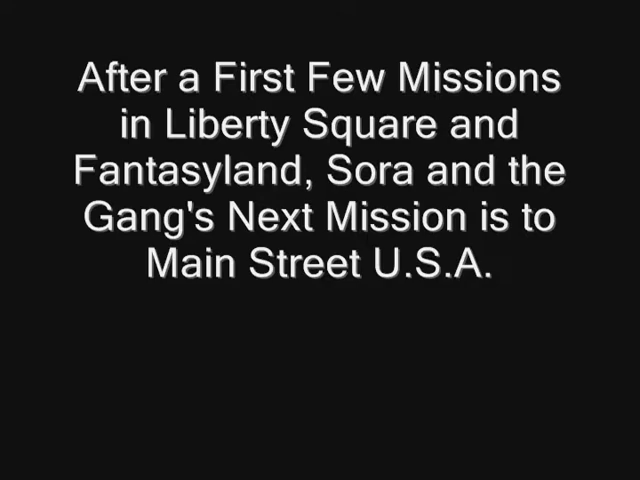 After a First Few Missions
in Liberty Square and
Fantasyland, Sora and the
Gang's Next Mission is to
Main Street U.S.A.